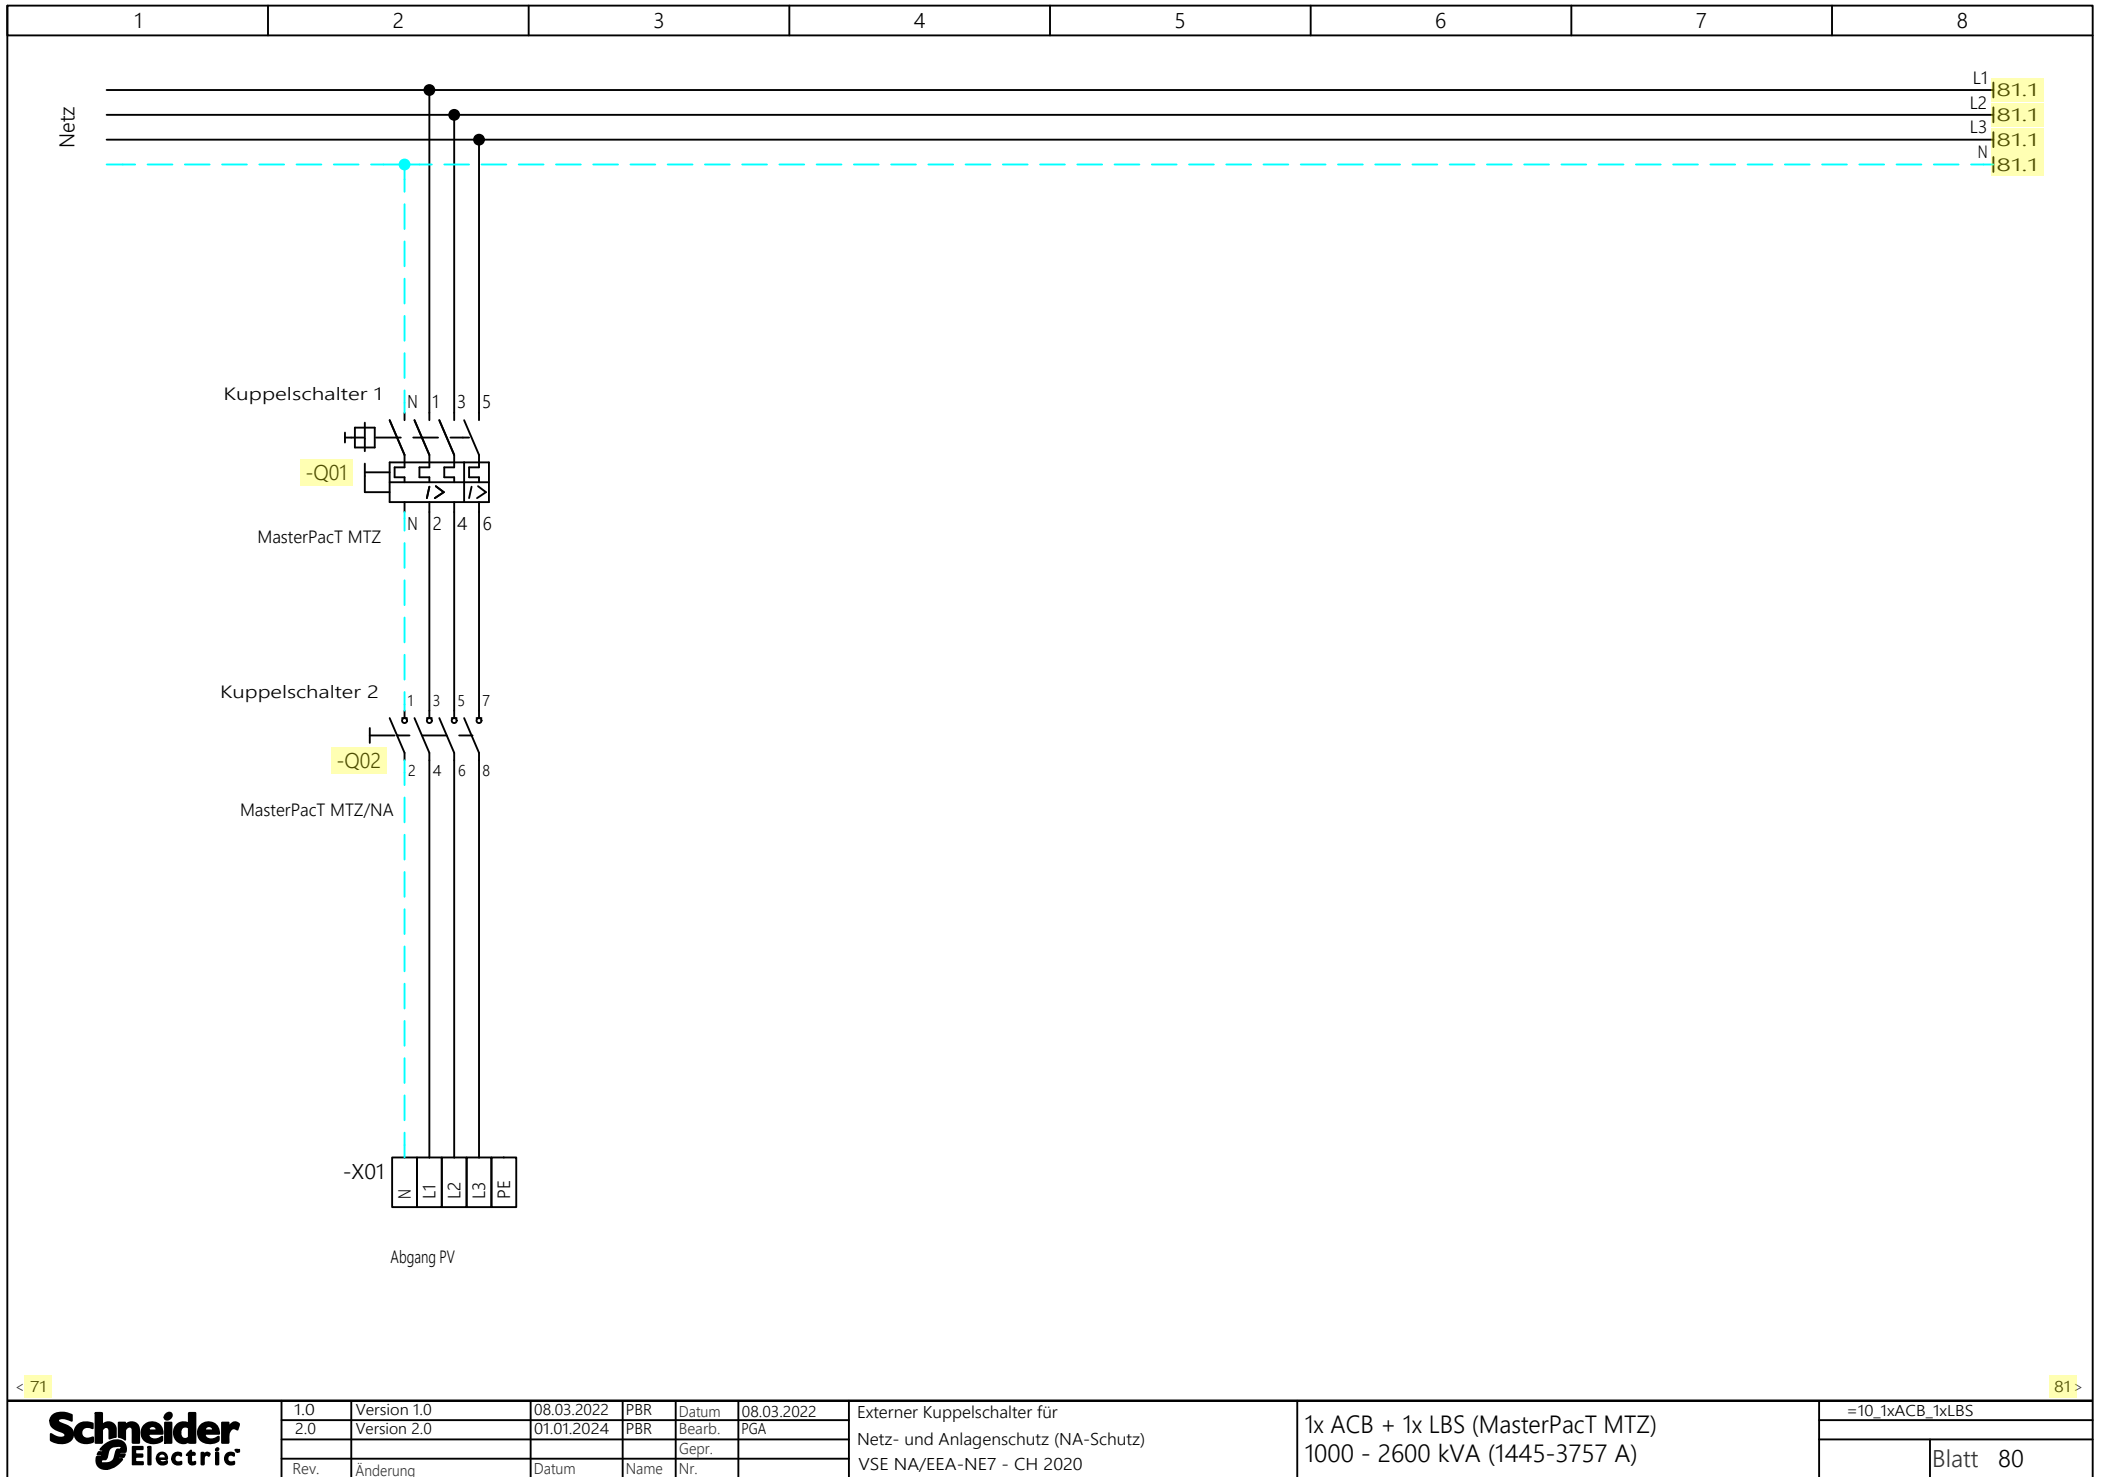 1 2 3 4 5 6 7 8
Netz
L1 81.1
L2 81.1
L3 81.1
N 81.1
Kuppelschalter 1
N 1 3 5
-Q01
I> I>
N 2 4 6
MasterPacT MTZ
Kuppelschalter 2
1 3 5 7
-Q02
2 4 6 8
MasterPacT MTZ/NA
-X01
N L1 L2 L3 PE
Abgang PV
< 71
81 >
Schneider
Electric
1.0 Version 1.0 08.03.2022 PBR Datum 08.03.2022
2.0 Version 2.0 01.01.2024 PBR Bearb. PGA
Gepr.
Rev. Änderung Datum Name Nr.
Externer Kuppelschalter für
Netz- und Anlagenschutz (NA-Schutz)
VSE NA/EEA-NE7 - CH 2020
1x ACB + 1x LBS (MasterPacT MTZ)
1000 - 2600 kVA (1445-3757 A)
=10_1xACB_1xLBS
Blatt 80